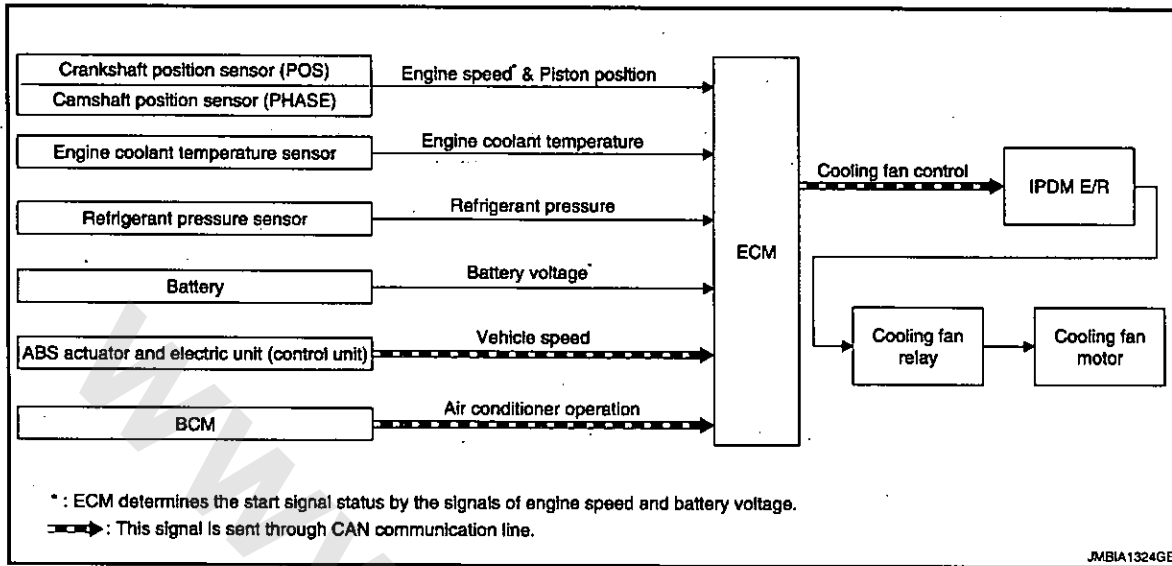 Crankshaft position sensor (POS)
Camshaft position sensor (PHASE)
Engine speed* & Piston position
Engine coolant temperature sensor
Engine coolant temperature
Refrigerant pressure sensor
Refrigerant pressure
Battery
Battery voltage*
ABS actuator and electric unit (control unit)
Vehicle speed
BCM
Air conditioner operation
ECM
Cooling fan control
IPDM E/R
Cooling fan
relay
Cooling fan
motor
* : ECM determines the start signal status by the signals of engine speed and battery voltage.
: This signal is sent through CAN communication line.
JMBIA1324GB
www